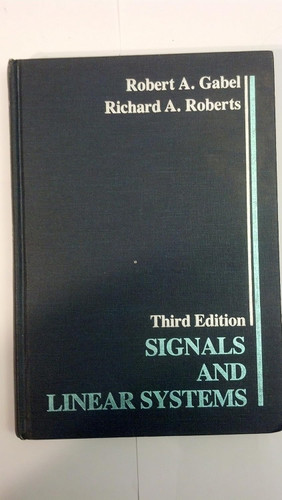 Robert A. Gabel
Richard A. Roberts
Third Edition
SIGNALS
AND
LINEAR SYSTEMS